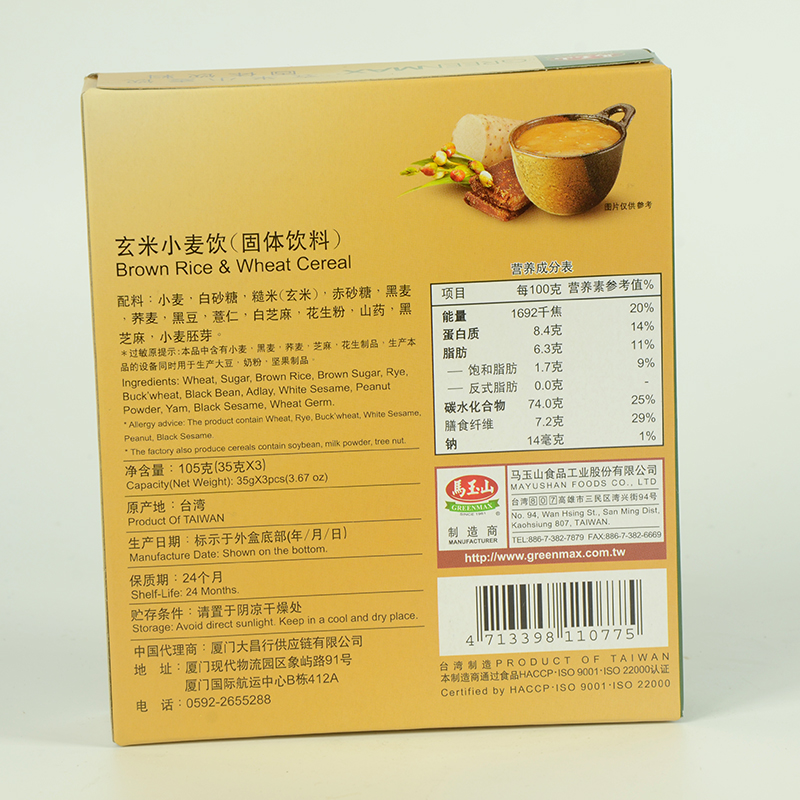 GREENMAX
馬玉山
图片仅供参考
玄米小麦饮(固体饮料)
Brown Rice & Wheat Cereal
配料：小麦，白砂糖，糙米(玄米)，赤砂糖，黑麦
，荞麦，黑豆，薏仁，白芝麻，花生粉，山药，黑
芝麻，小麦胚芽。
*过敏原提示:本品中含有小麦，黑麦，荞麦，芝麻，花生制品，生产本
品的设备同时用于生产大豆，奶粉，坚果制品。
Ingredients: Wheat, Sugar, Brown Rice, Brown Sugar, Rye,
Buck'wheat, Black Bean, Adlay, White Sesame, Peanut
Powder, Yam, Black Sesame, Wheat Germ.
* Allergy advice: The product contain Wheat, Rye, Buck'wheat, White Sesame,
Peanut, Black Sesame
* The factory also produce cereals contain soybean, milk powder, tree nut.
净含量：105克(35克X3)
Capacity(Net Weight): 35gX3pcs(3.67 oz)
原产地：台湾
Product Of TAIWAN
生产日期：标示于外盒底部(年/月/日)
Manufacture Date: Shown on the bottom.
保质期：24个月
Shelf-Life: 24 Months.
贮存条件：请置于阴凉干燥处
Storage: Avoid direct sunlight. Keep in a cool and dry place.
中国代理商：厦门大昌行供应链有限公司
地 址：厦门现代物流园区象屿路91号
厦门国际航运中心B栋412A
电 话：0592-2655288
营养成分表
项目 每100克 营养素参考值%
能量 1692千焦 20%
蛋白质 8.4克 14%
脂肪 6.3克 11%
— 饱和脂肪 1.7克 9%
— 反式脂肪 0.0克 -
碳水化合物 74.0克 25%
膳食纤维 7.2克 29%
钠 14毫克 1%
馬玉山
GREENMAX
SINCE 1961
制造商
MANUFACTURER
马玉山食品工业股份有限公司
MAYUSHAN FOODS CO., LTD
台湾807高雄市三民区湾兴街94号
No. 94, Wan Hsing St., San Ming Dist,
Kaohsiung 807, TAIWAN.
TEL:886-7-382-7879 FAX:886-7-382-6669
http://www.greenmax.com.tw
4 713398 110775
台湾制造 PRODUCT OF TAIWAN
本制造商通过食品HACCP·ISO 9001·ISO 22000认证
Certified by HACCP·ISO 9001·ISO 22000